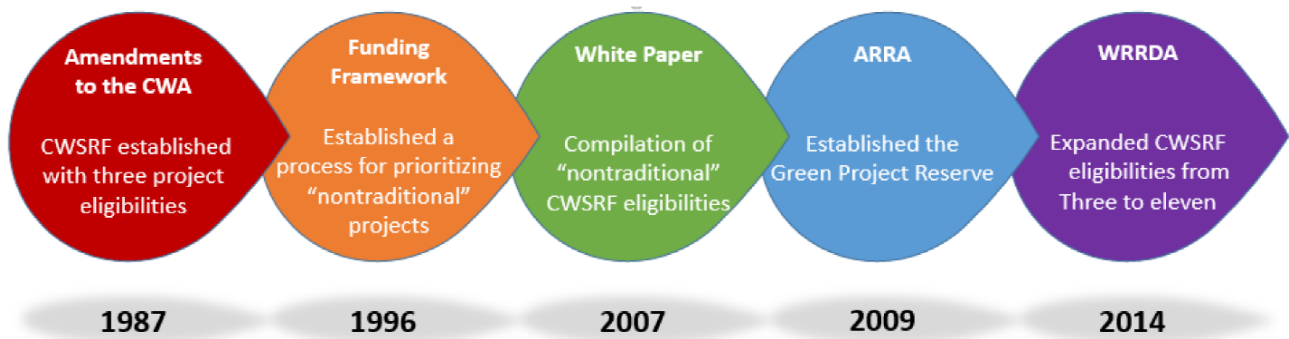 Amendments
to the CWA
CWSRF established
with three project
eligibilities
Funding
Framework
Established a
process for prioritizing
“nontraditional”
projects
White Paper
Compilation of
“nontraditional”
CWSRF eligibilities
ARRA
Established the
Green Project Reserve
WRRDA
Expanded CWSRF
eligibilities from
Three to eleven
1987
1996
2007
2009
2014